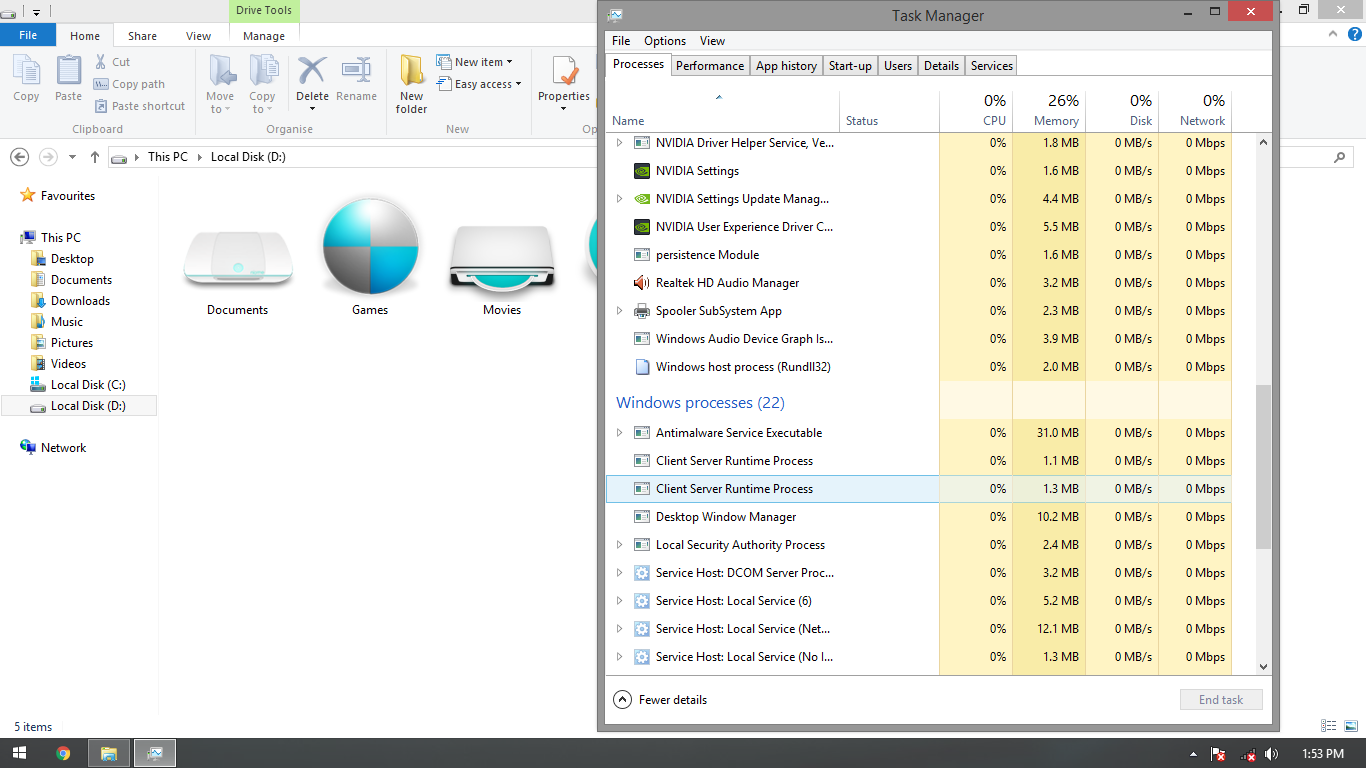 Drive Tools
File Home Share View Manage
Copy
Paste
Cut
Copy path
Paste shortcut
Clipboard
Move to
Copy to
Delete
Rename
Organise
New folder
New item
Easy access
New
Properties
This PC Local Disk (D:)
Favourites
This PC
Desktop
Documents
Downloads
Music
Pictures
Videos
Local Disk (C:)
Local Disk (D:)
Network
Documents
Games
Movies
5 items
Task Manager
File Options View
Processes Performance App history Start-up Users Details Services
0% 26% 0% 0%
Name Status CPU Memory Disk Network
NVIDIA Driver Helper Service, Ve... 0% 1.8 MB 0 MB/s 0 Mbps
NVIDIA Settings 0% 1.6 MB 0 MB/s 0 Mbps
NVIDIA Settings Update Manag... 0% 4.4 MB 0 MB/s 0 Mbps
NVIDIA User Experience Driver C... 0% 5.5 MB 0 MB/s 0 Mbps
persistence Module 0% 1.6 MB 0 MB/s 0 Mbps
Realtek HD Audio Manager 0% 3.2 MB 0 MB/s 0 Mbps
Spooler SubSystem App 0% 2.3 MB 0 MB/s 0 Mbps
Windows Audio Device Graph Is... 0% 3.9 MB 0 MB/s 0 Mbps
Windows host process (Rundll32) 0% 2.0 MB 0 MB/s 0 Mbps
Windows processes (22)
Antimalware Service Executable 0% 31.0 MB 0 MB/s 0 Mbps
Client Server Runtime Process 0% 1.1 MB 0 MB/s 0 Mbps
Client Server Runtime Process 0% 1.3 MB 0 MB/s 0 Mbps
Desktop Window Manager 0% 10.2 MB 0 MB/s 0 Mbps
Local Security Authority Process 0% 2.4 MB 0 MB/s 0 Mbps
Service Host: DCOM Server Proc... 0% 3.2 MB 0 MB/s 0 Mbps
Service Host: Local Service (6) 0% 5.2 MB 0 MB/s 0 Mbps
Service Host: Local Service (Net... 0% 12.1 MB 0 MB/s 0 Mbps
Service Host: Local Service (No I... 0% 1.3 MB 0 MB/s 0 Mbps
Fewer details
End task
1:53 PM